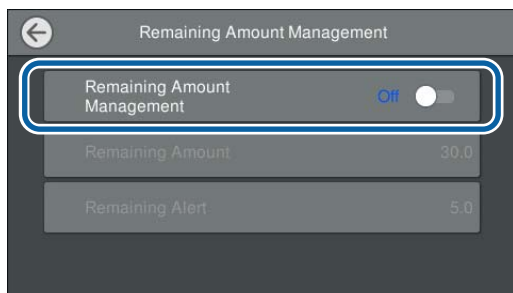 Remaining Amount Management
Remaining Amount
Management
Off
Remaining Amount 30.0
Remaining Alert 5.0